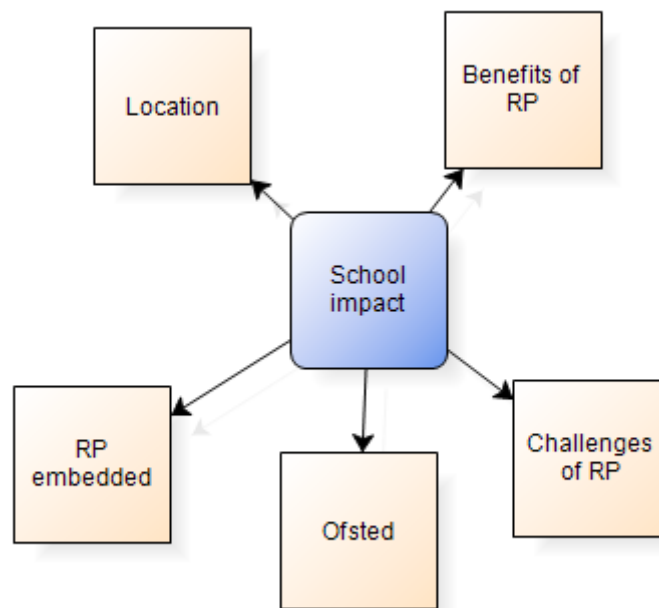 Location
Benefits of
RP
School
impact
RP
embedded
Challenges
of RP
Ofsted